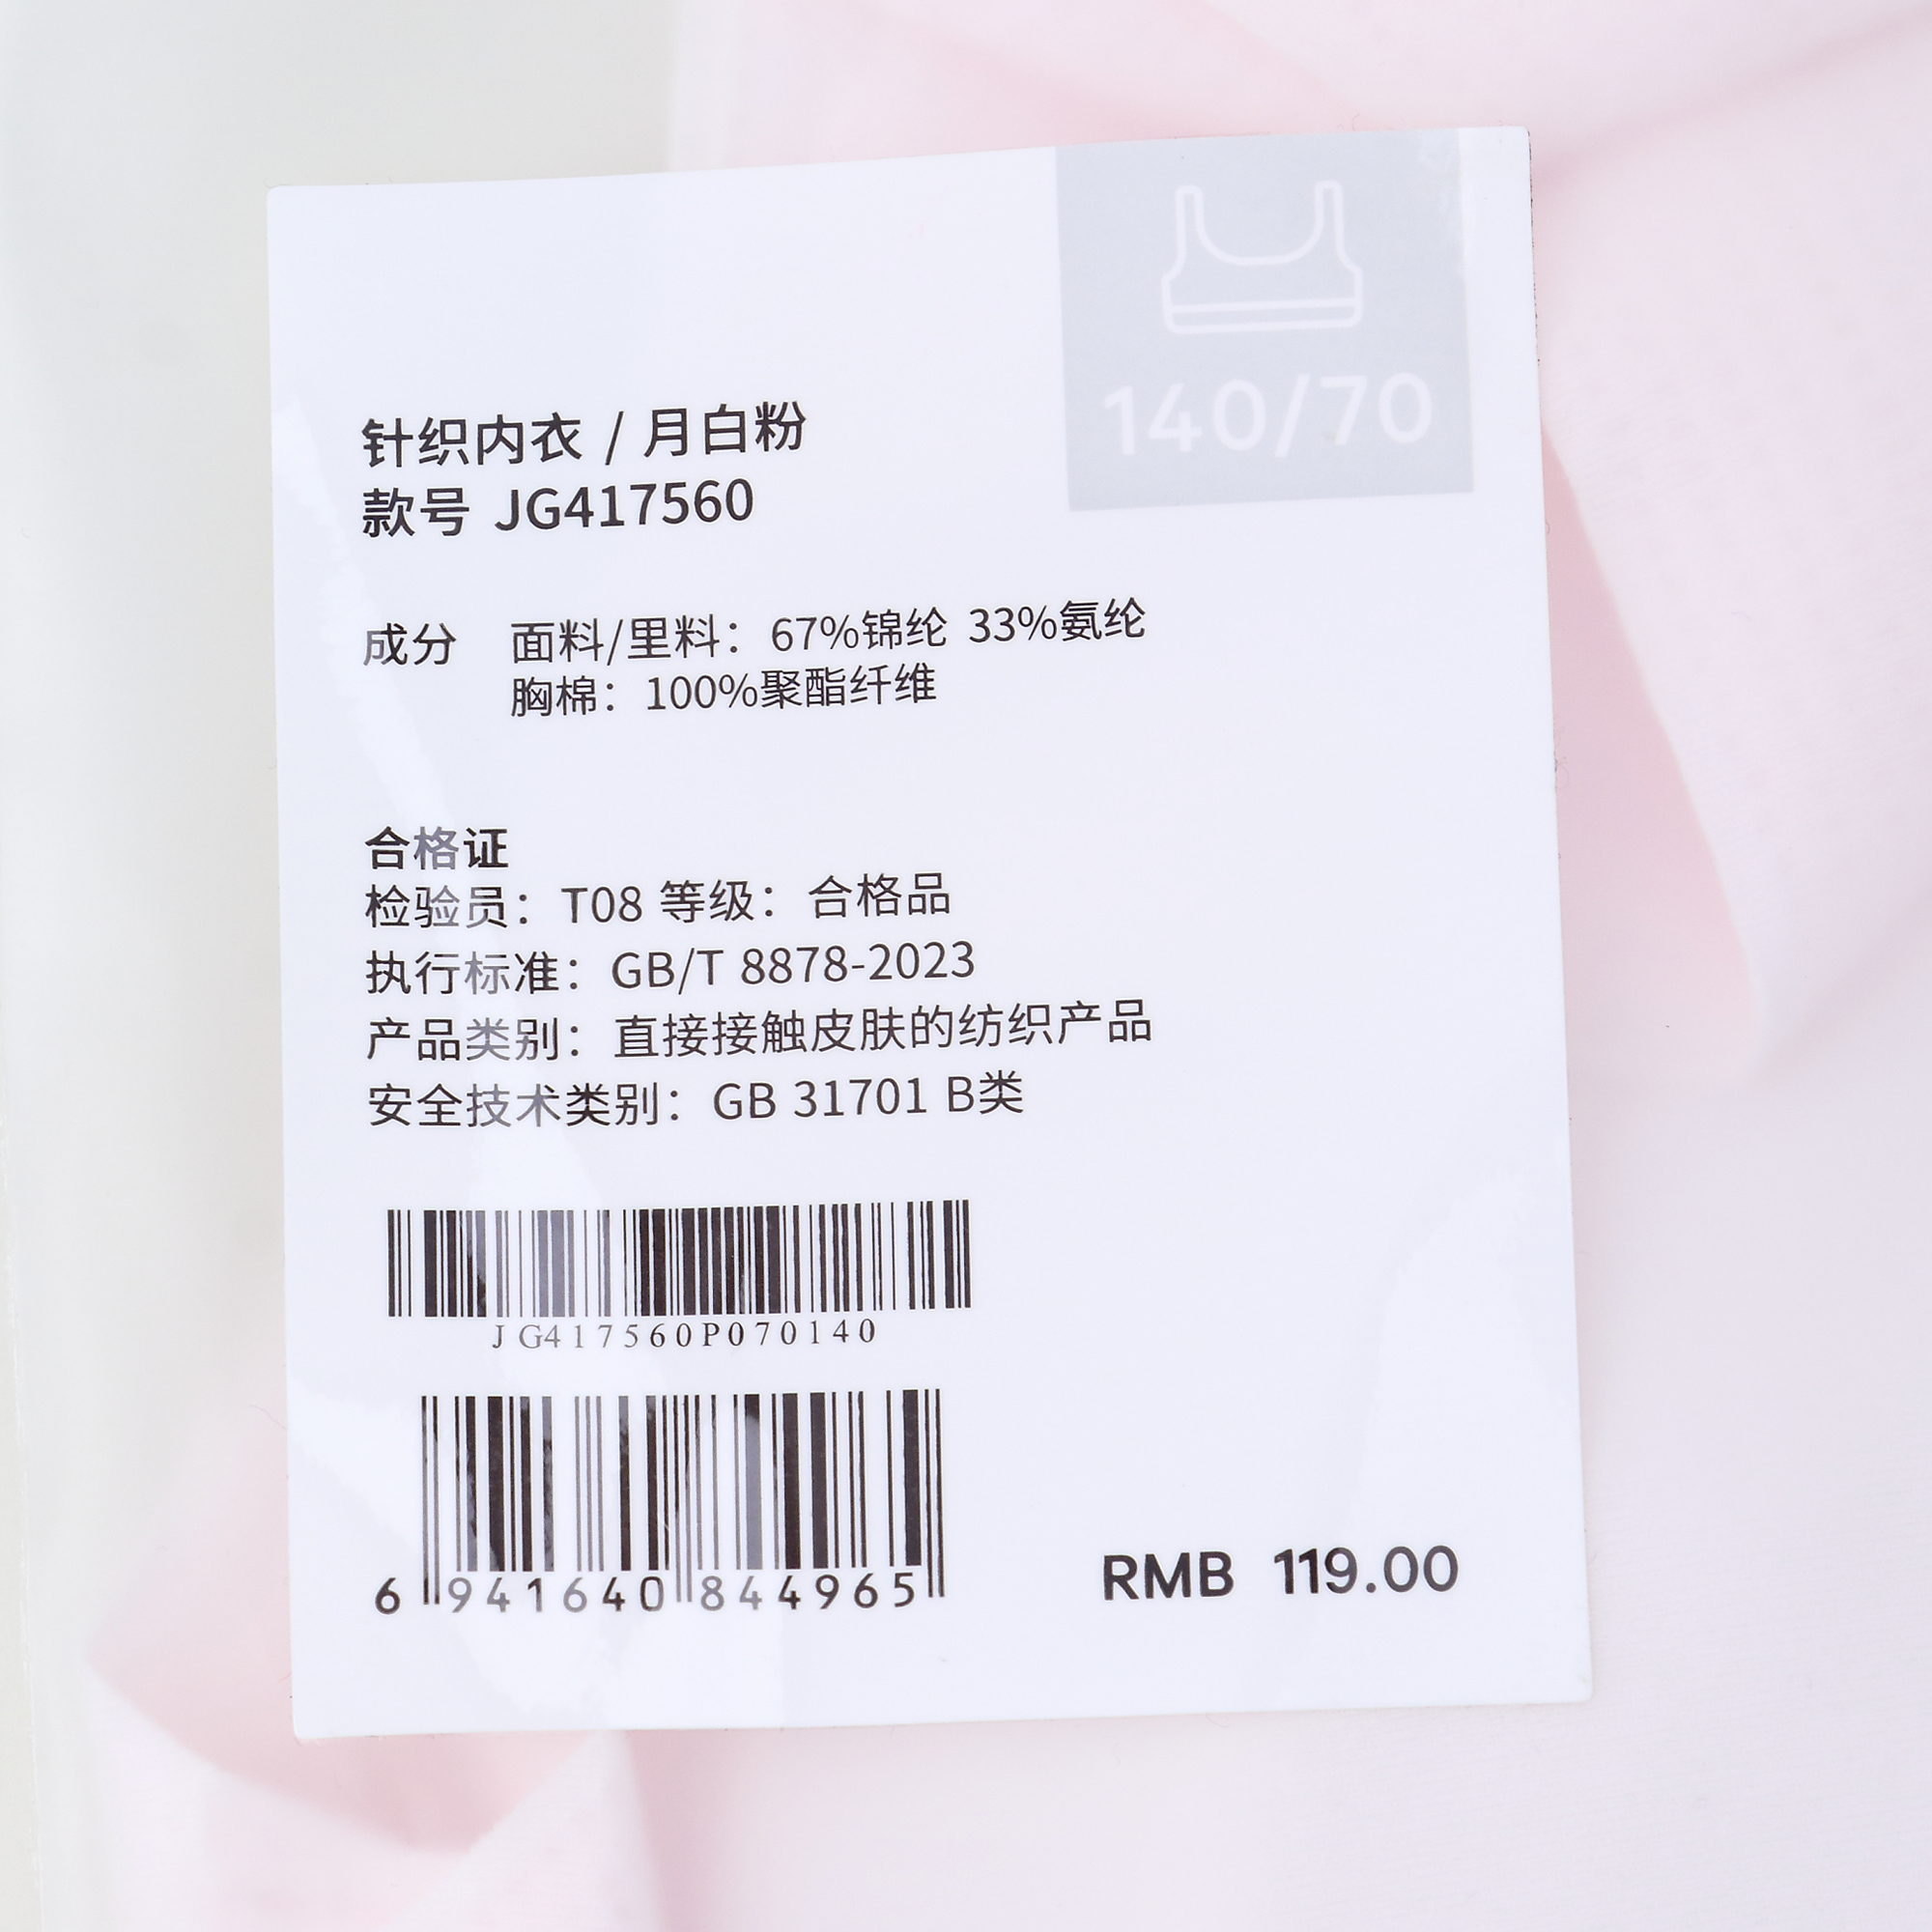 140/70
针织内衣 / 月白粉
款号 JG417560
成分 面料/里料：67%锦纶 33%氨纶
胸棉：100%聚酯纤维
合格证
检验员：T08 等级：合格品
执行标准：GB/T 8878-2023
产品类别：直接接触皮肤的纺织产品
安全技术类别：GB 31701 B类
JG417560P070140
6 941640 844965
RMB 119.00